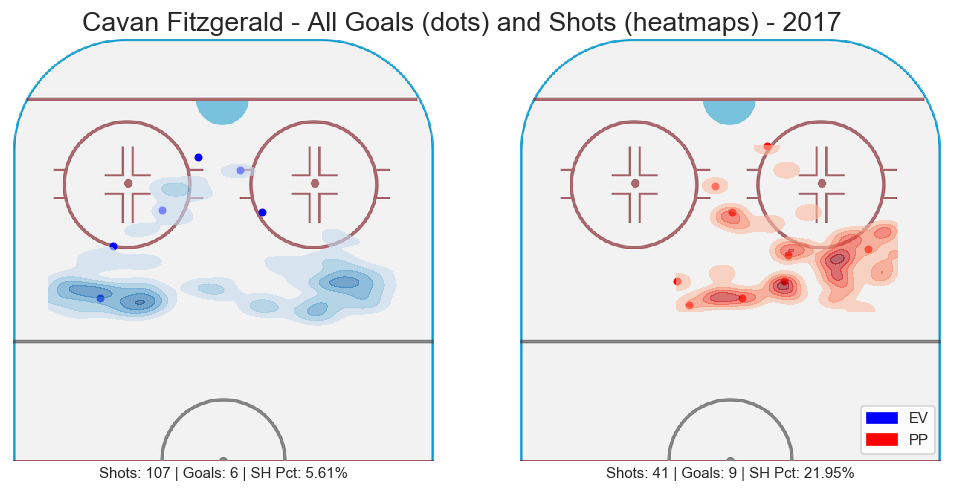 Cavan Fitzgerald - All Goals (dots) and Shots (heatmaps) - 2017
EV
PP
Shots: 107 | Goals: 6 | SH Pct: 5.61%
Shots: 41 | Goals: 9 | SH Pct: 21.95%